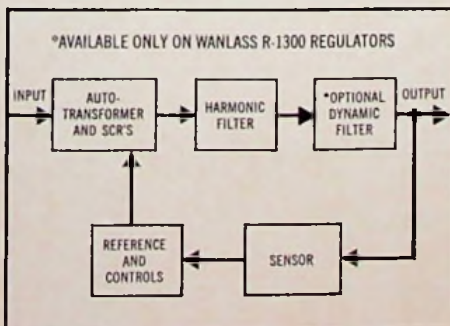 *AVAILABLE ONLY ON WANLASS R-1300 REGULATORS
INPUT
AUTO-
TRANSFORMER
AND SCR'S
HARMONIC
FILTER
*OPTIONAL
DYNAMIC
FILTER
OUTPUT
REFERENCE
AND
CONTROLS
SENSOR